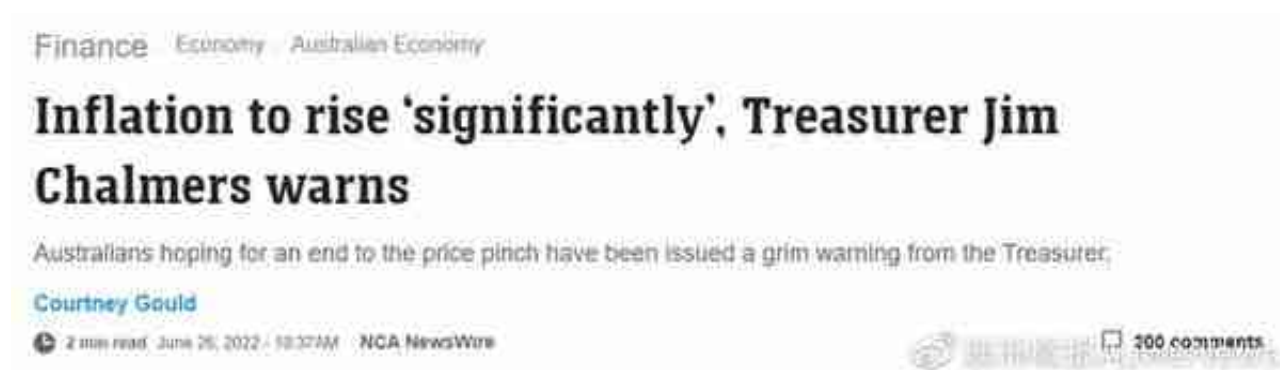 Finance Economy Australian Economy
Inflation to rise ‘significantly’, Treasurer Jim
Chalmers warns
Australians hoping for an end to the price pinch have been issued a grim warning from the Treasurer.
Courtney Gould
2 min read June 26, 2022 - 10:37AM NCA NewsWire
200 comments